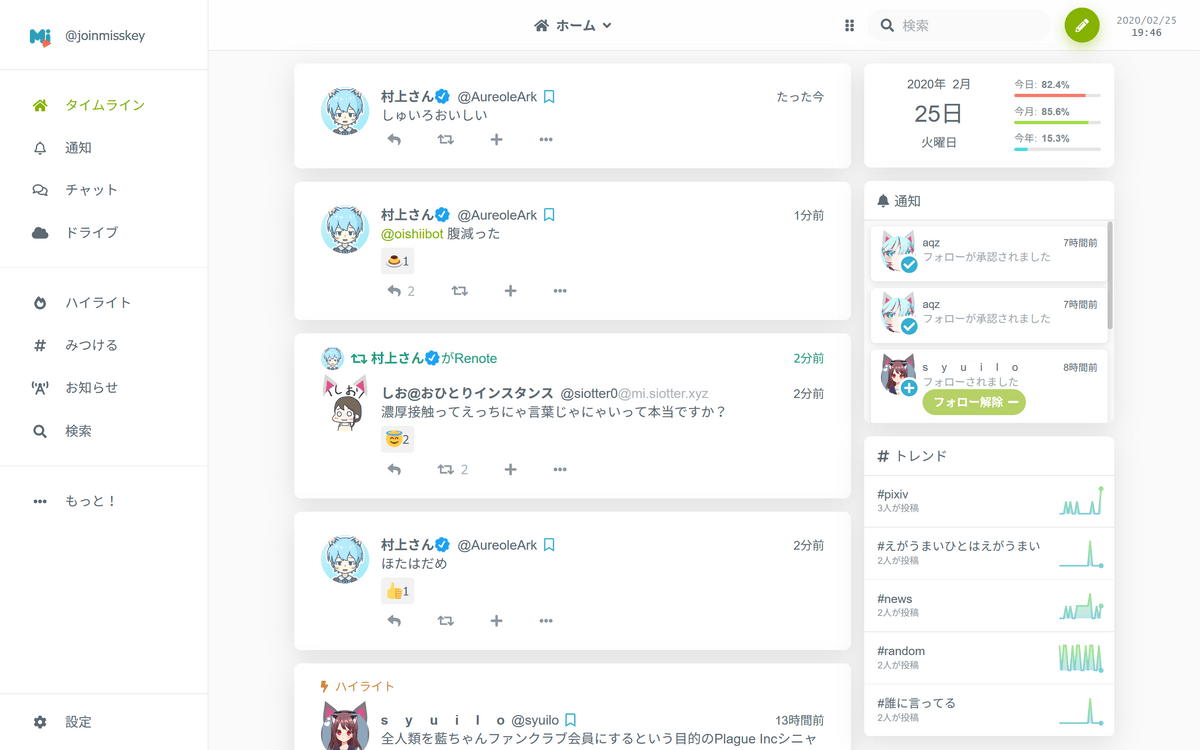 @joinmisskey
タイムライン
通知
チャット
ドライブ
ハイライト
みつける
お知らせ
検索
もっと！
設定
ホーム
検索
2020/02/25
19:46
村上さん @AureoleArk たった今
しゅいろおいしい
村上さん @AureoleArk 1分前
@oishiibot 腹減った
1
2
村上さんがRenote 2分前
しお@おひとりインスタンス @siotter0@mi.siotter.xyz 2分前
濃厚接触ってえっちにゃ言葉じゃにゃいって本当ですか？
2
2
村上さん @AureoleArk 2分前
ほたはだめ
1
ハイライト
ｓｙｕｉｌｏ @syuilo 13時間前
全人類を藍ちゃんファンクラブ会員にするという目的のPlague Incシニャ
2020年 2月
25日
火曜日
今日: 82.4%
今月: 85.6%
今年: 15.3%
通知
aqz 7時間前
フォローが承認されました
aqz 7時間前
フォローが承認されました
ｓｙｕｉｌｏ 8時間前
フォローされました
フォロー解除
トレンド
#pixiv
3人が投稿
#えがうまいひとはえがうまい
2人が投稿
#news
2人が投稿
#random
2人が投稿
#誰に言ってる
2人が投稿